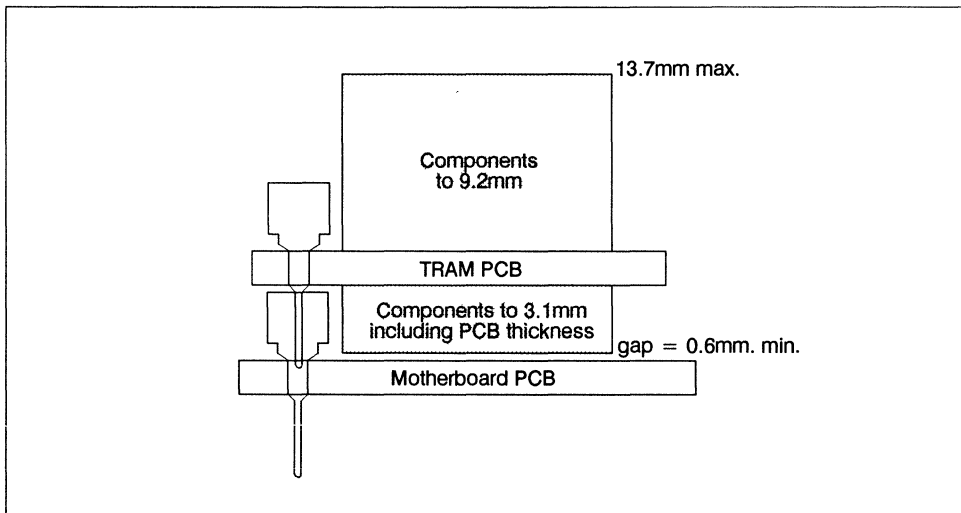 13.7mm max.
Components
to 9.2mm
TRAM PCB
Components to 3.1mm
including PCB thickness
gap = 0.6mm. min.
Motherboard PCB